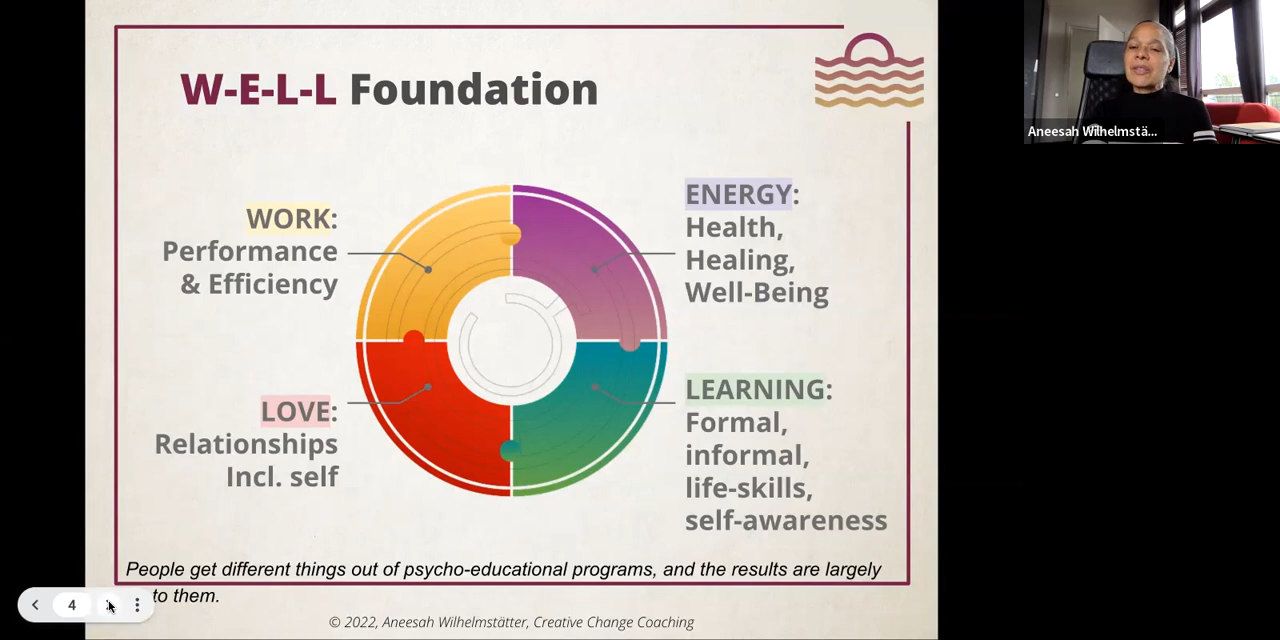 W-E-L-L Foundation
WORK:
Performance
& Efficiency
ENERGY:
Health,
Healing,
Well-Being
LOVE:
Relationships
Incl. self
LEARNING:
Formal,
informal,
life-skills,
self-awareness
People get different things out of psycho-educational programs, and the results are largely
to them.
4
© 2022, Aneesah Wilhelmstätter, Creative Change Coaching
Aneesah Wilhelmstä...